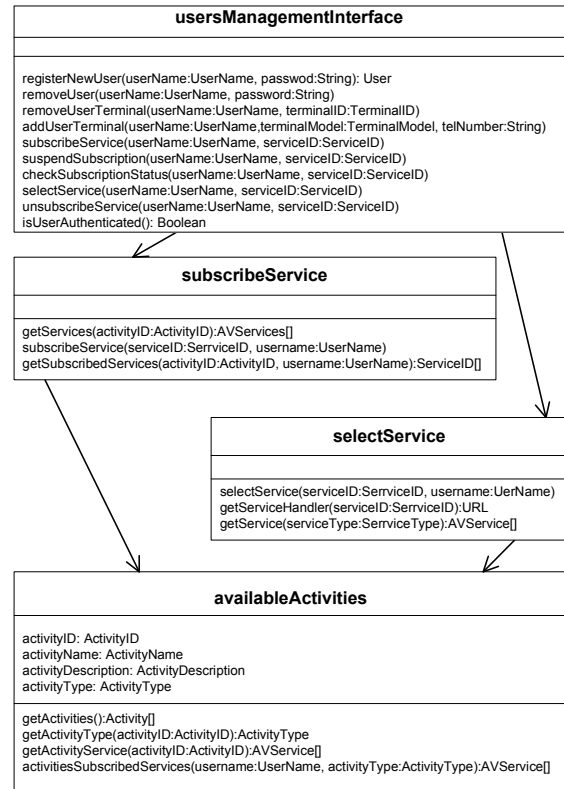 usersManagementInterface
registerNewUser(userName:UserName, passwod:String): User
removeUser(userName:UserName, password:String)
removeUserTerminal(userName:UserName, terminalID:TerminalID)
addUserTerminal(userName:UserName,terminalModel:TerminalModel, telNumber:String)
subscribeService(userName:UserName, serviceID:ServiceID)
suspendSubscription(userName:UserName, serviceID:ServiceID)
checkSubscriptionStatus(userName:UserName, serviceID:ServiceID)
selectService(userName:UserName, serviceID:ServiceID)
unsubscribeService(userName:UserName, serviceID:ServiceID)
isUserAuthenticated(): Boolean
subscribeService
getServices(activityID:ActivityID):AVServices[]
subscribeService(serviceID:SerrviceID, username:UserName)
getSubscribedServices(activityID:ActivityID, username:UserName):ServiceID[]
selectService
selectService(serviceID:SerrviceID, username:UerName)
getServiceHandler(serviceID:SerrviceID):URL
getService(serviceType:SerrviceType):AVService[]
availableActivities
activityID: ActivityID
activityName: ActivityName
activityDescription: ActivityDescription
activityType: ActivityType
getActivities():Activity[]
getActivityType(activityID:ActivityID):ActivityType
getActivityService(activityID:ActivityID):AVService[]
activitiesSubscribedServices(username:UserName, activityType:ActivityType):AVService[]